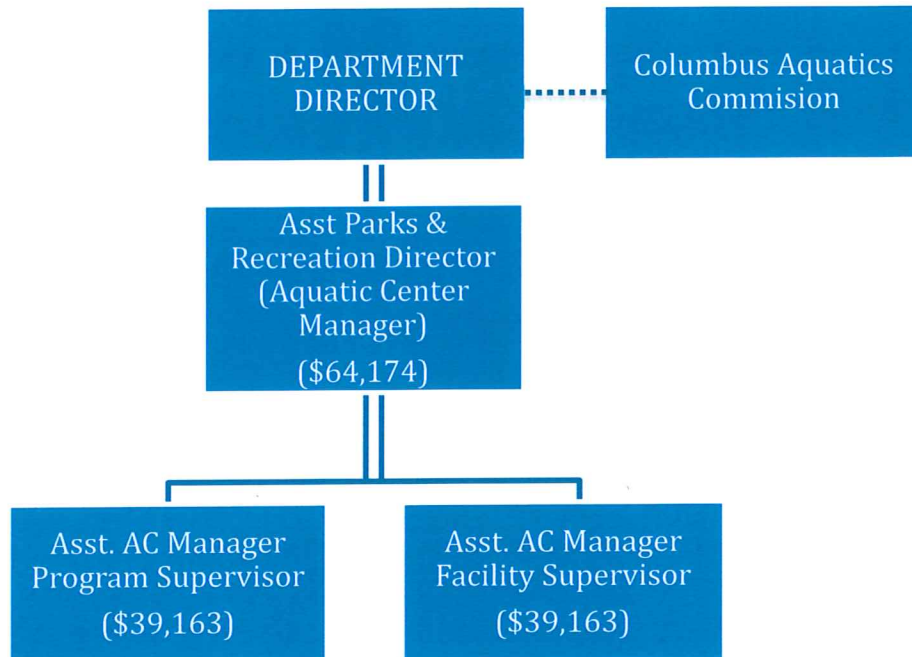 DEPARTMENT
DIRECTOR
Columbus Aquatics
Commision
Asst Parks &
Recreation Director
(Aquatic Center
Manager)
($64,174)
Asst. AC Manager
Program Supervisor
($39,163)
Asst. AC Manager
Facility Supervisor
($39,163)